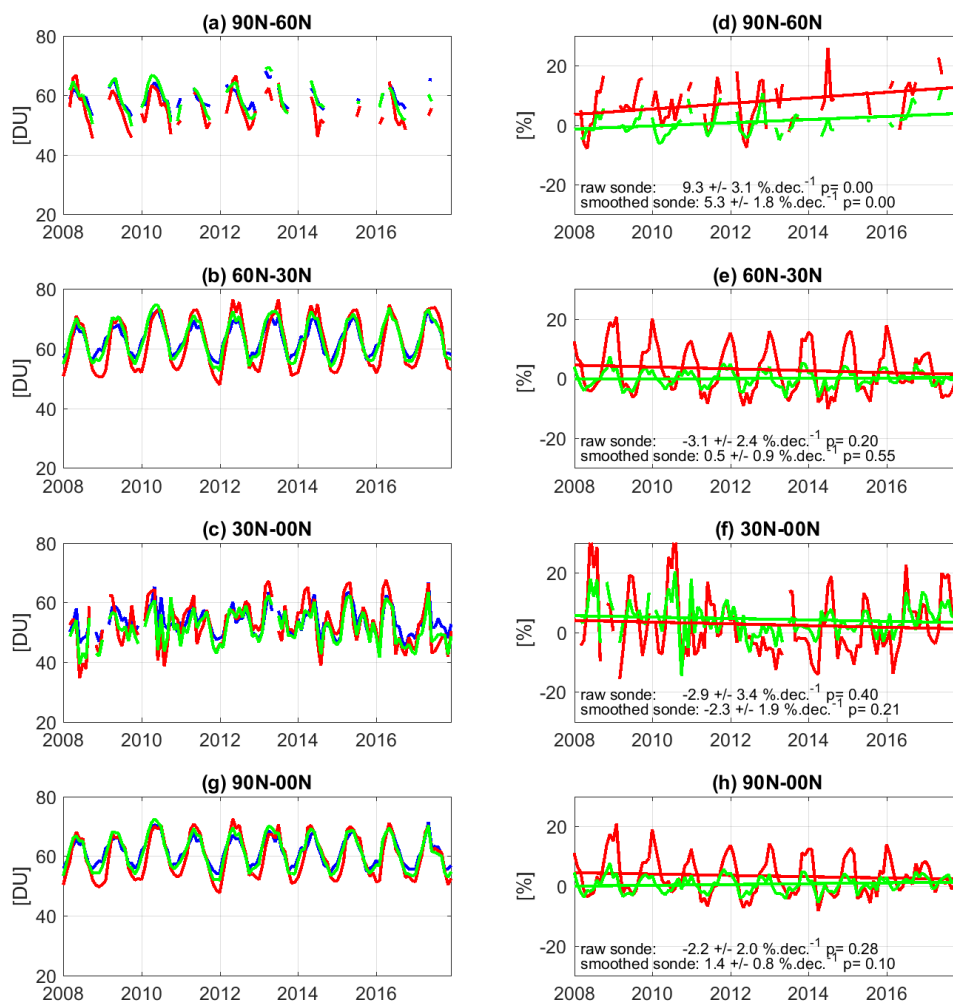 (a) 90N-60N
[DU]
80
60
40
20
2008 2010 2012 2014 2016
(d) 90N-60N
[%]
20
0
-20
raw sonde: 9.3 +/- 3.1 %.dec.-1 p= 0.00
smoothed sonde: 5.3 +/- 1.8 %.dec.-1 p= 0.00
2008 2010 2012 2014 2016
(b) 60N-30N
[DU]
80
60
40
20
2008 2010 2012 2014 2016
(e) 60N-30N
[%]
20
0
-20
raw sonde: -3.1 +/- 2.4 %.dec.-1 p= 0.20
smoothed sonde: 0.5 +/- 0.9 %.dec.-1 p= 0.55
2008 2010 2012 2014 2016
(c) 30N-00N
[DU]
80
60
40
20
2008 2010 2012 2014 2016
(f) 30N-00N
[%]
20
0
-20
raw sonde: -2.9 +/- 3.4 %.dec.-1 p= 0.40
smoothed sonde: -2.3 +/- 1.9 %.dec.-1 p= 0.21
2008 2010 2012 2014 2016
(g) 90N-00N
[DU]
80
60
40
20
2008 2010 2012 2014 2016
(h) 90N-00N
[%]
20
0
-20
raw sonde: -2.2 +/- 2.0 %.dec.-1 p= 0.28
smoothed sonde: 1.4 +/- 0.8 %.dec.-1 p= 0.10
2008 2010 2012 2014 2016